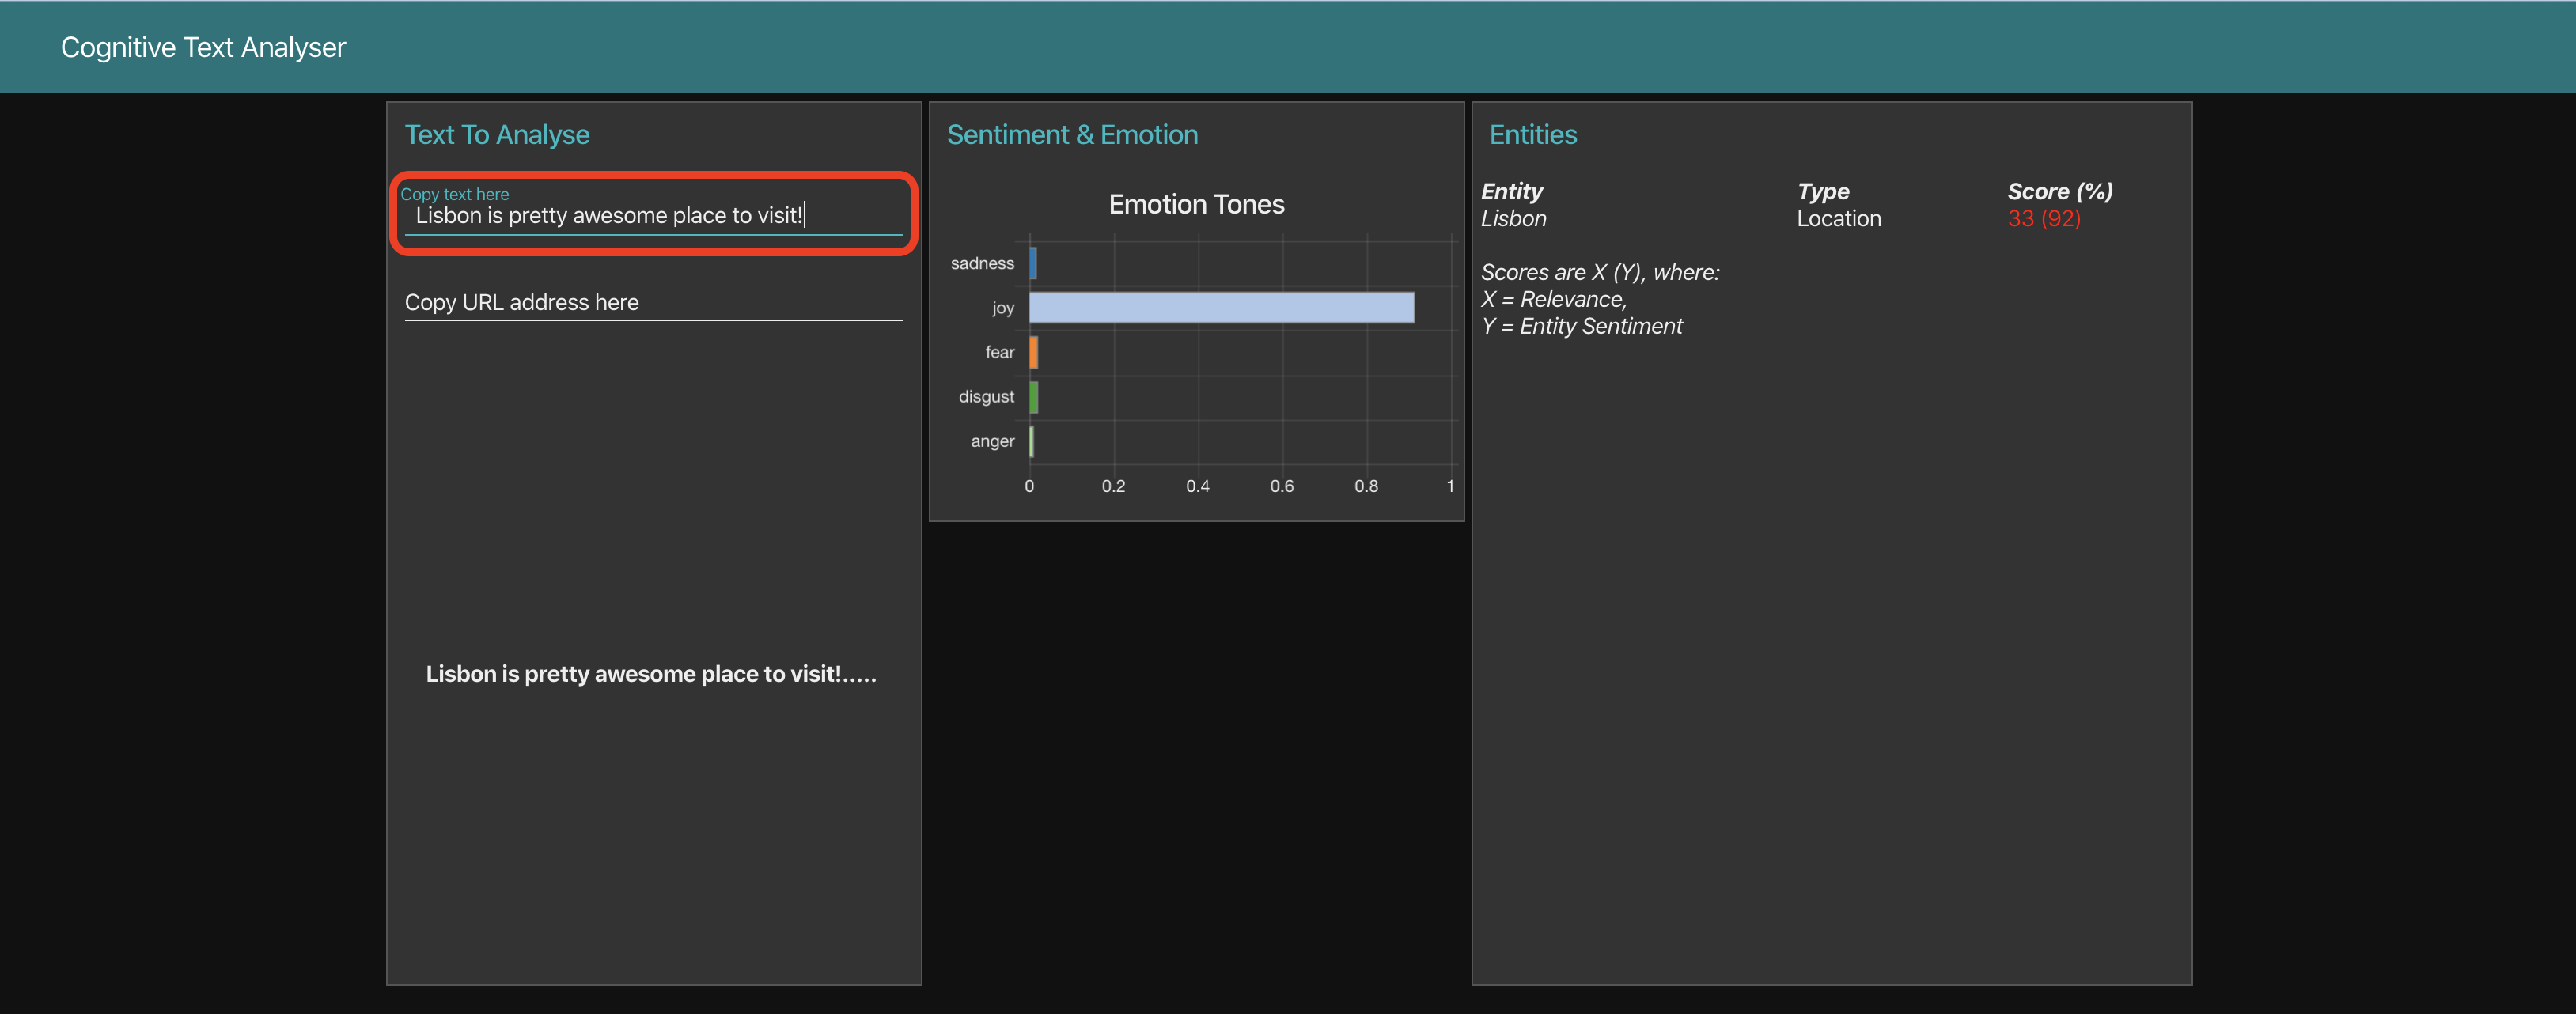 Cognitive Text Analyser
Text To Analyse
Copy text here
Lisbon is pretty awesome place to visit!
Copy URL address here
Lisbon is pretty awesome place to visit!.....
Sentiment & Emotion
Emotion Tones
sadness
joy
fear
disgust
anger
0 0.2 0.4 0.6 0.8 1
Entities
Entity Type Score (%)
Lisbon Location 33 (92)
Scores are X (Y), where:
X = Relevance,
Y = Entity Sentiment